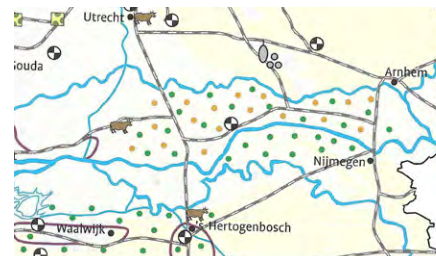 Utrecht
Gouda
Arnhem
Nijmegen
's-Hertogenbosch
Waalwijk